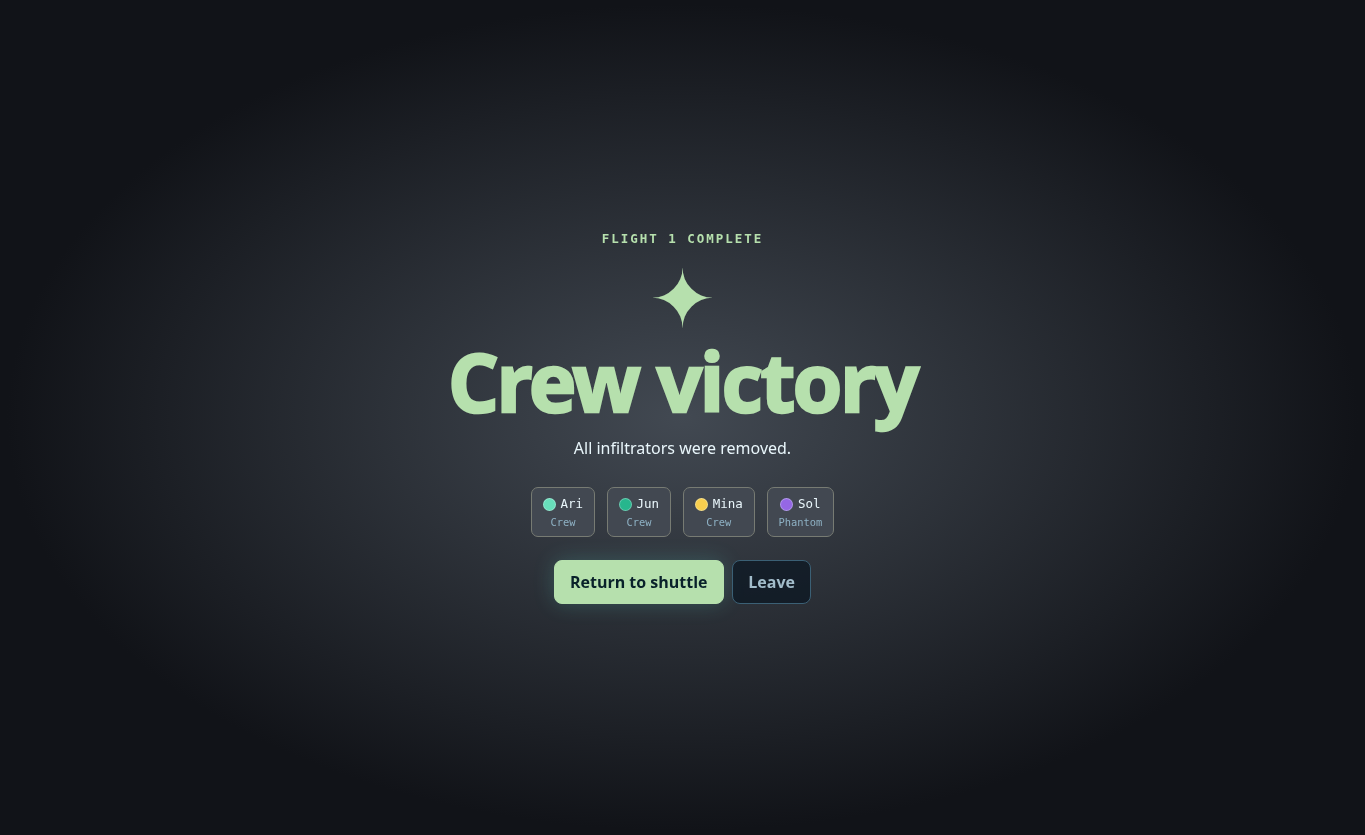 FLIGHT 1 COMPLETE
Crew victory
All infiltrators were removed.
Ari Jun Mina Sol
Crew Crew Crew Phantom
Return to shuttle Leave